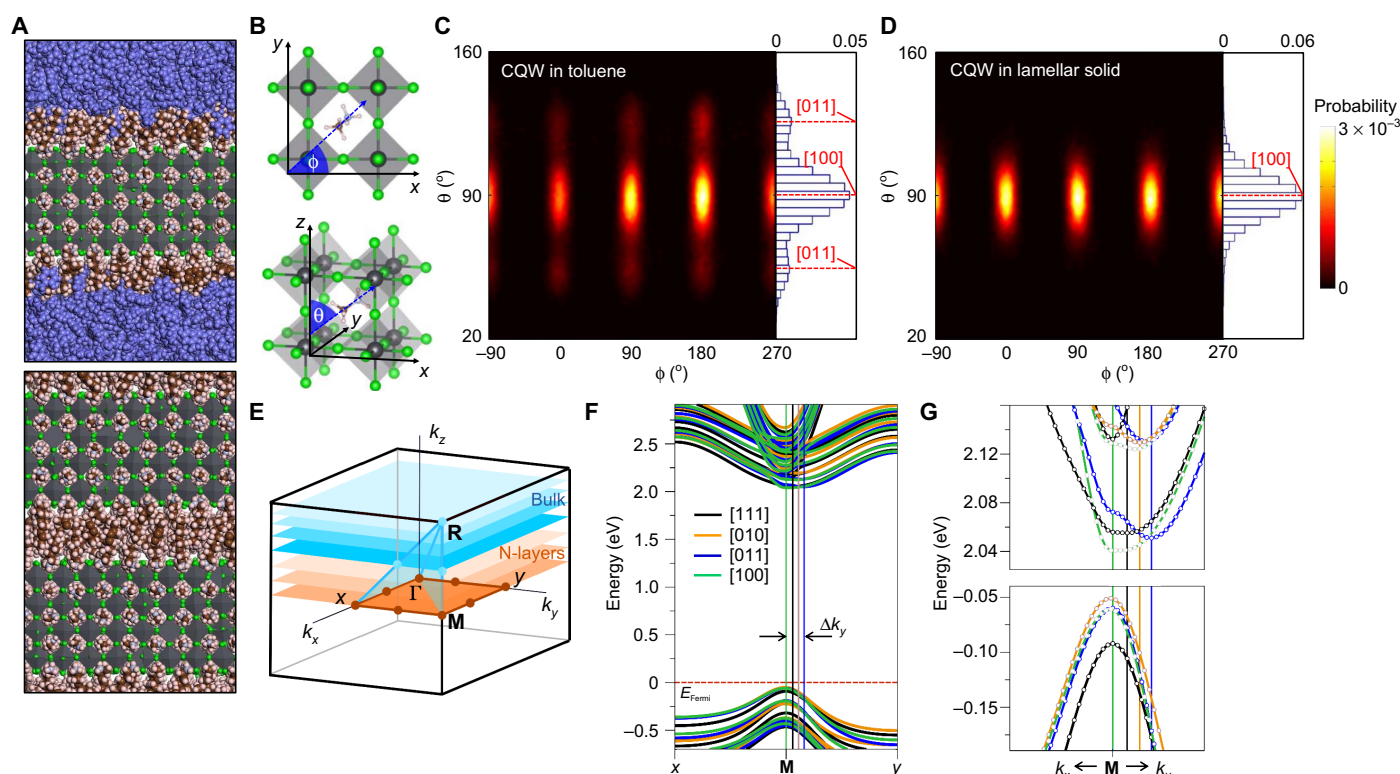 A
B
y
ϕ
x
z
θ
y
x
C
0 0.05
160
CQW in toluene
[011]
[100]
θ (°)
90
[011]
20
–90 0 90 180 270
ϕ (°)
D
0 0.06
160
CQW in lamellar solid
[100]
θ (°)
90
20
–90 0 90 180 270
ϕ (°)
Probability
3 × 10⁻³
0
E
k_z
Bulk
R
N-layers
x
Γ
y
k_x
M
k_y
F
2.5
2.0
1.5
1.0
0.5
0
–0.5
Energy (eV)
[111]
[010]
[011]
[100]
Δk_y
E_Fermi
x M y
G
2.12
2.08
2.04
–0.05
–0.10
–0.15
Energy (eV)
M